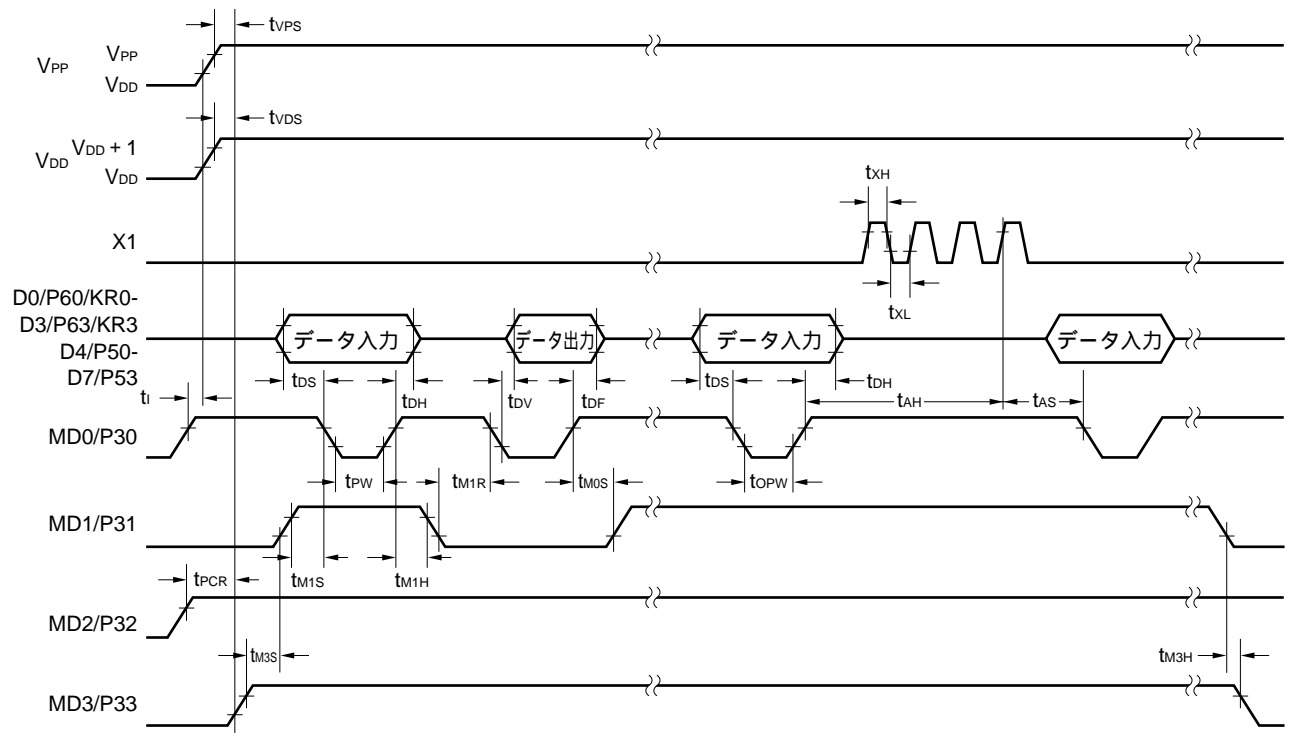 tVPS
VPP VPP
VDD
tVDS
VDD VDD + 1
VDD
tXH
X1
tXL
D0/P60/KR0-
D3/P63/KR3
D4/P50-
D7/P53
データ入力 データ出力 データ入力 データ入力
tDS tDH tDV tDF tDS tDH
tI tAH tAS
MD0/P30
tPW tM1R tM0S tOPW
MD1/P31
tM1S tM1H
tPCR
MD2/P32
tM3S tM3H
MD3/P33